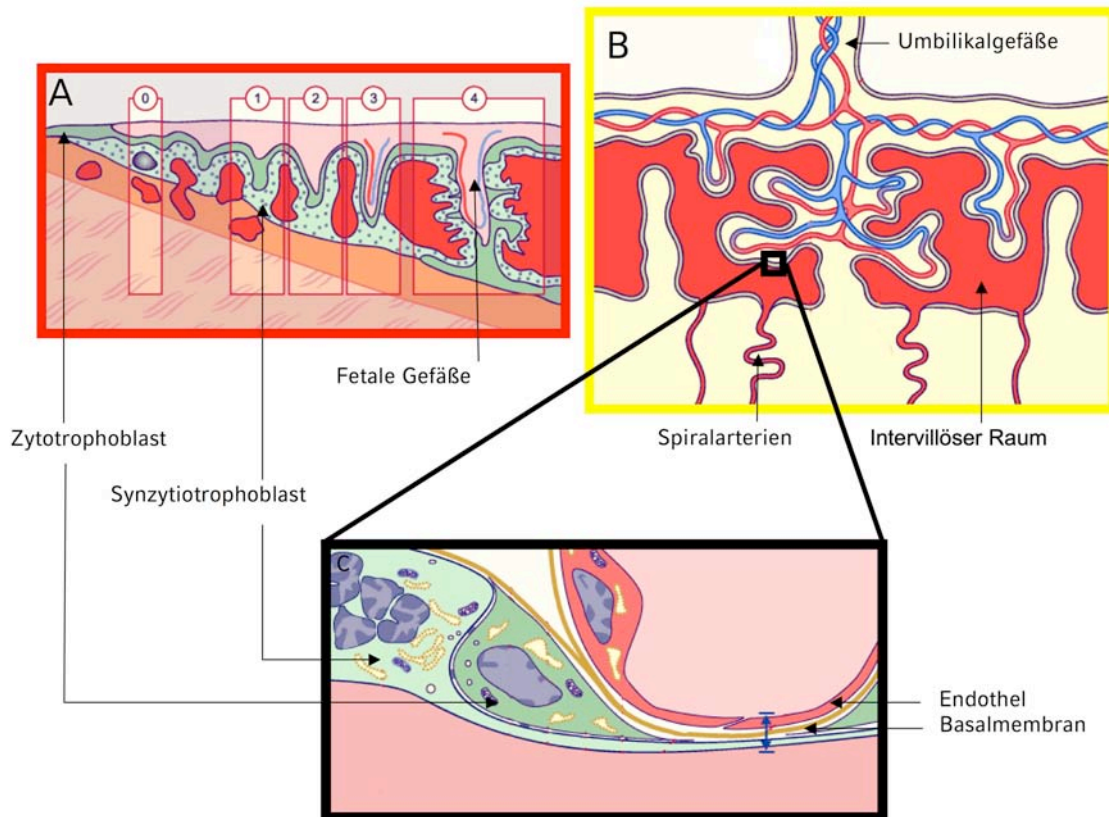 A
0
1
2
3
4
Fetale Gefäße
B
Umbilikalgefäße
Spiralarterien
Intervillöser Raum
Zytotrophoblast
Synzytiotrophoblast
C
Endothel
Basalmembran